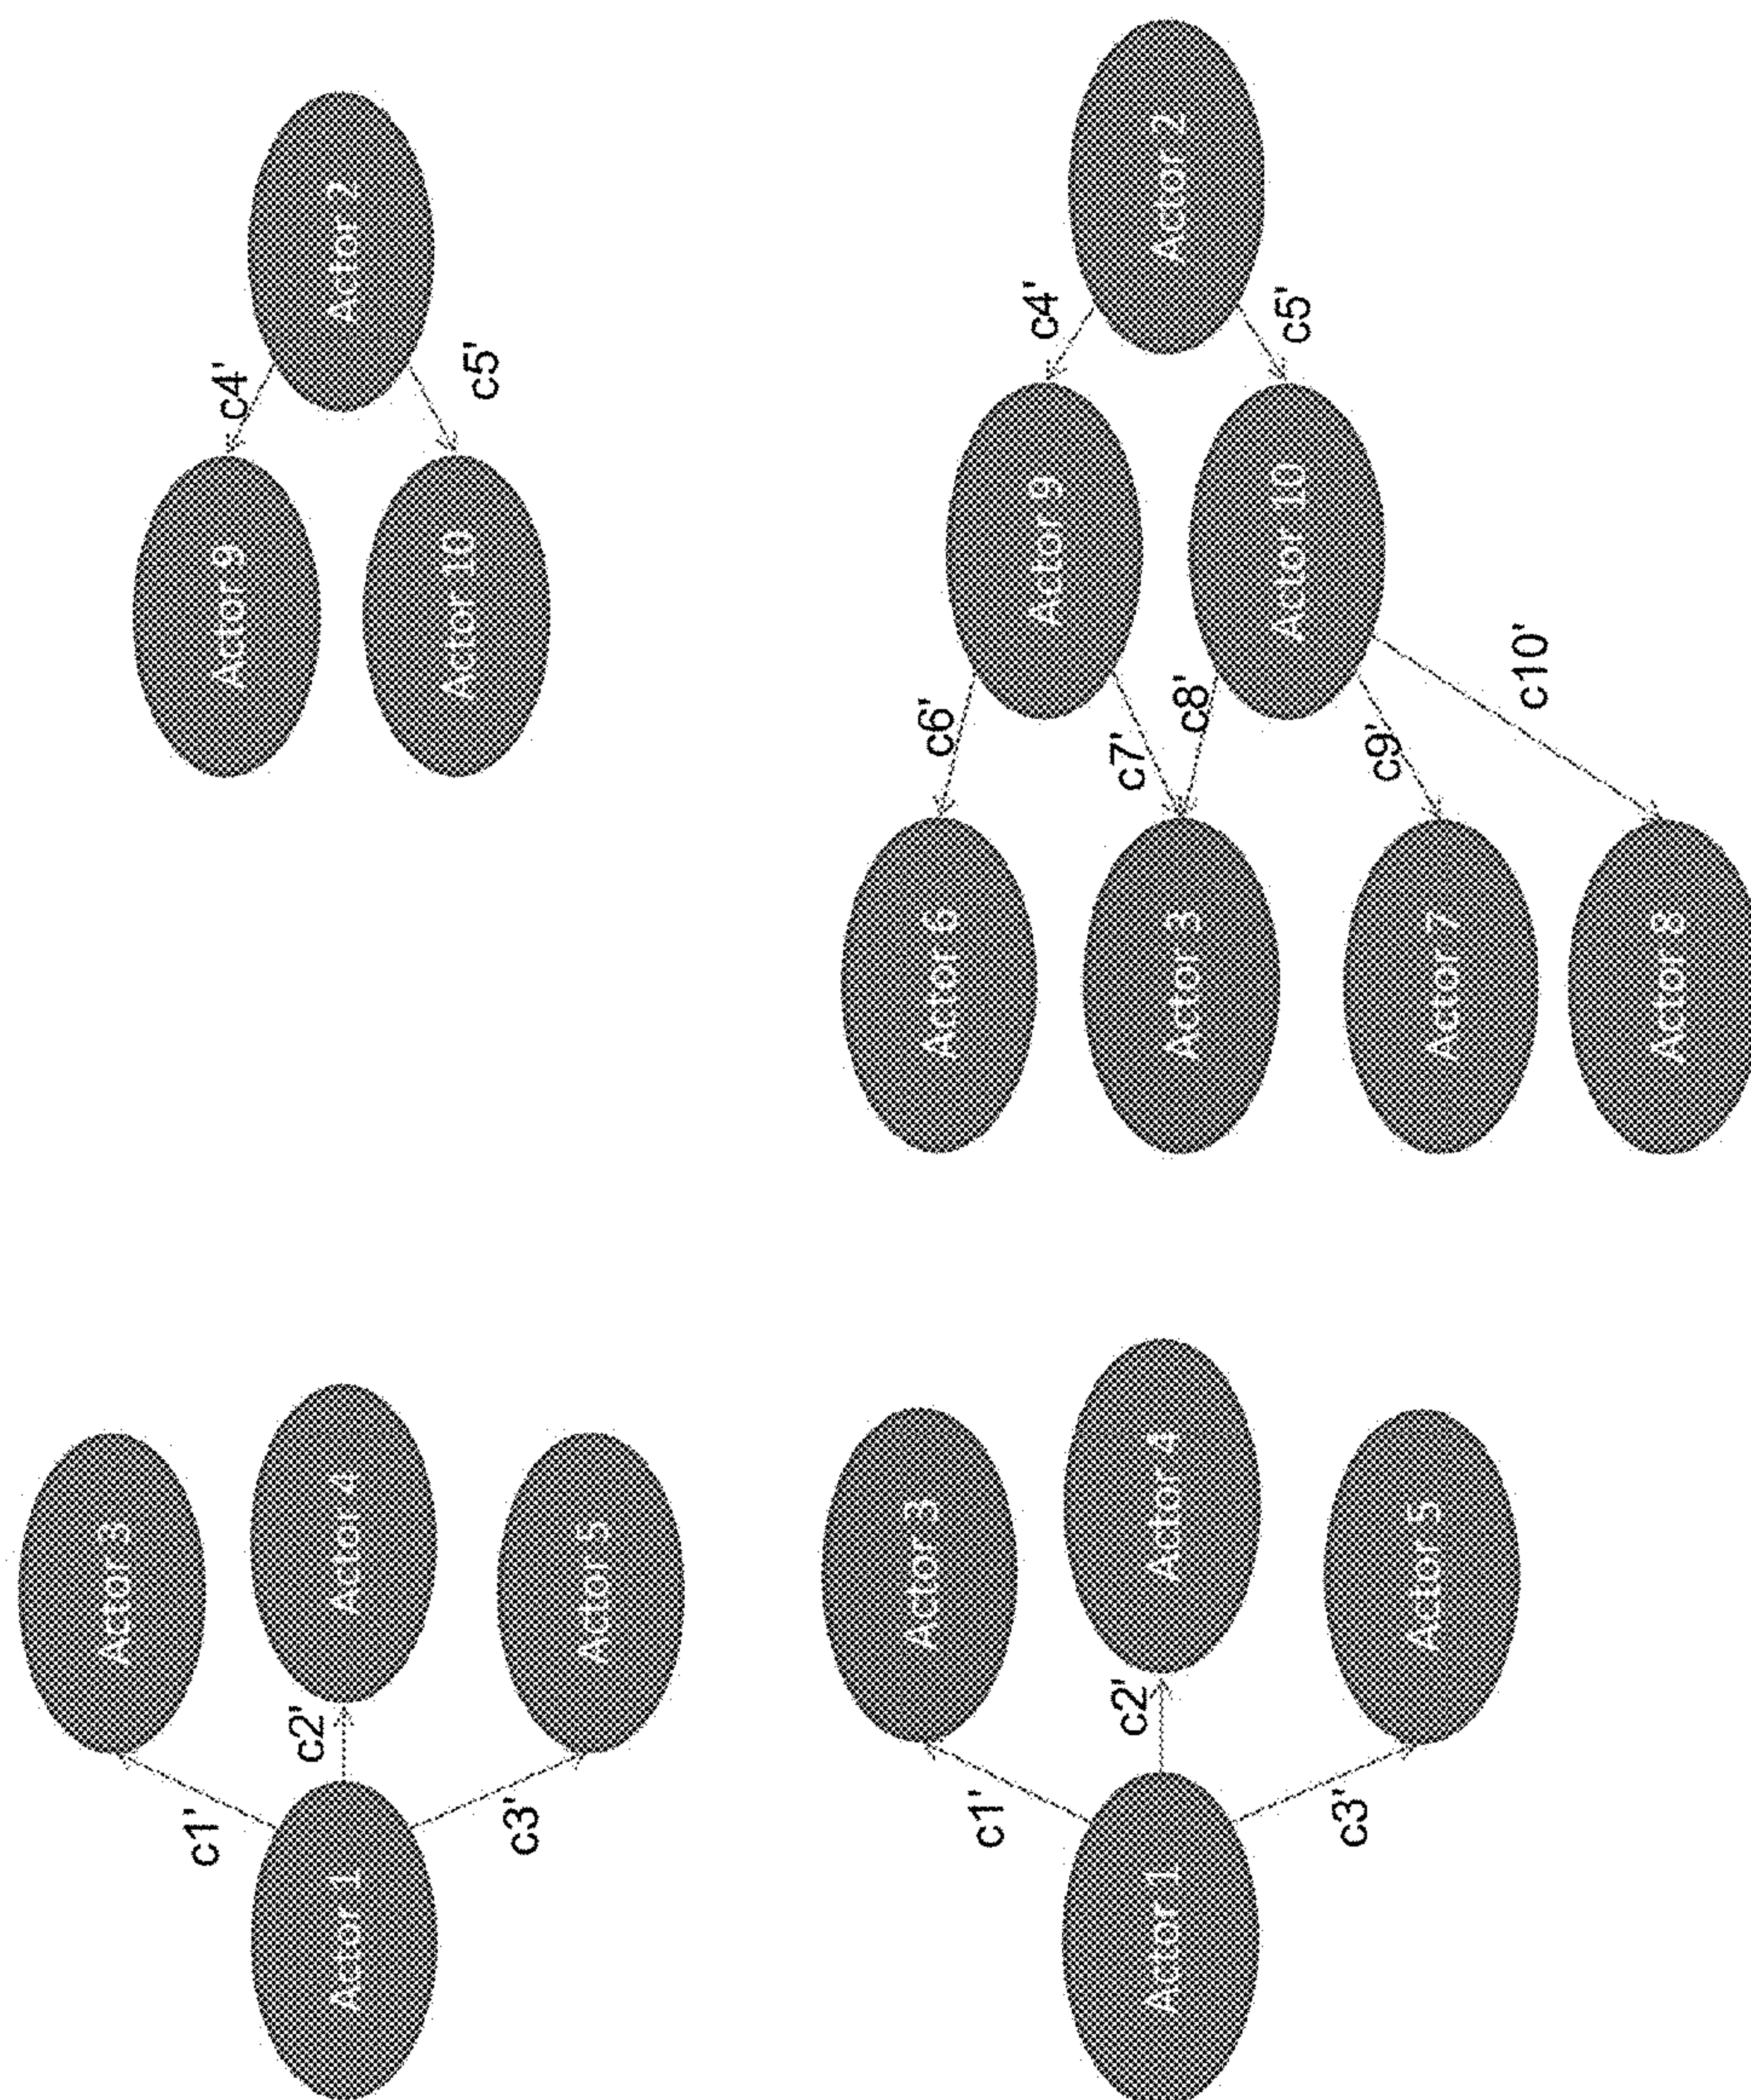 Actor 3
c1'
c2'
Actor 1
Actor 4
c3'
Actor 5
Actor 9
c4'
Actor 2
Actor 10
c5'
Actor 3
c1'
c2'
Actor 1
Actor 4
c3'
Actor 5
Actor 6
c6'
Actor 9
c4'
c7'
Actor 3
c8'
Actor 2
Actor 10
c5'
c9'
Actor 7
c10'
Actor 8